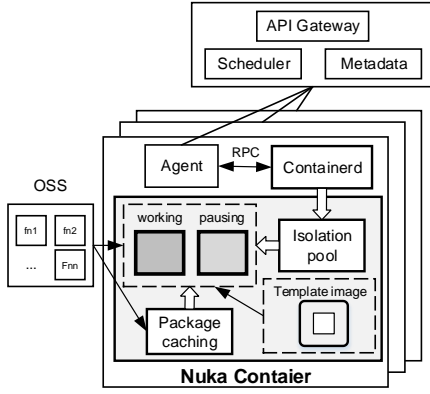 API Gateway
Scheduler
Metadata
Agent
RPC
Containerd
OSS
fn1
fn2
...
Fnn
working
pausing
Isolation
pool
Template image
Package
caching
Nuka Contaier